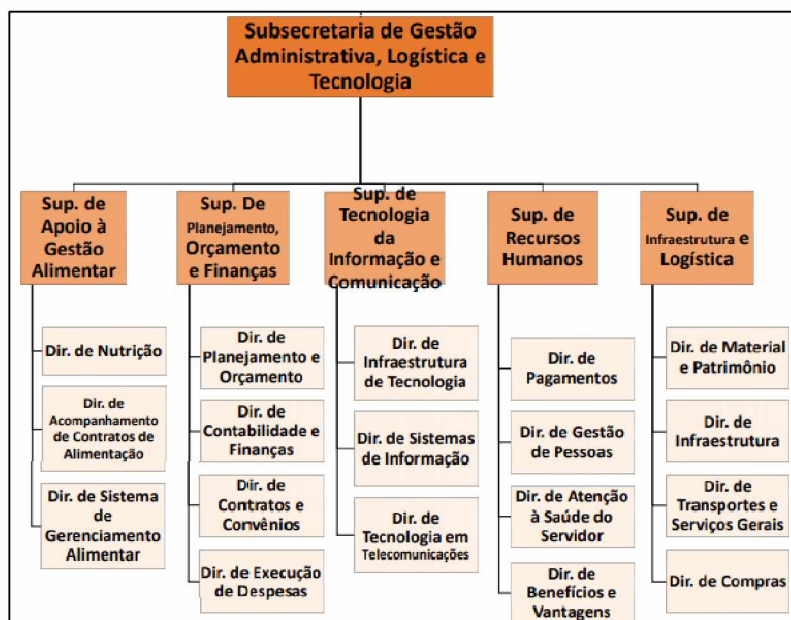 Subsecretaria de Gestão
Administrativa, Logística e
Tecnologia
Sup. de
Apoio à
Gestão
Alimentar
Sup. De
Planejamento,
Orçamento
e Finanças
Sup. de
Tecnologia
da
Informação e
Comunicação
Sup. de
Recursos
Humanos
Sup. de
Infraestrutura e
Logística
Dir. de Nutrição
Dir. de
Acompanhamento
de Contratos de
Alimentação
Dir. de Sistema
de
Gerenciamento
Alimentar
Dir. de
Planejamento e
Orçamento
Dir. de
Contabilidade e
Finanças
Dir. de
Contratos e
Convênios
Dir. de Execução
de Despesas
Dir. de
Infraestrutura
de Tecnologia
Dir. de Sistemas
de Informação
Dir. de
Tecnologia em
Telecomunicações
Dir. de
Pagamentos
Dir. de Gestão
de Pessoas
Dir. de Atenção
à Saúde do
Servidor
Dir. de
Benefícios e
Vantagens
Dir. de Material
e Patrimônio
Dir. de
Infraestrutura
Dir. de
Transportes e
Serviços Gerais
Dir. de Compras